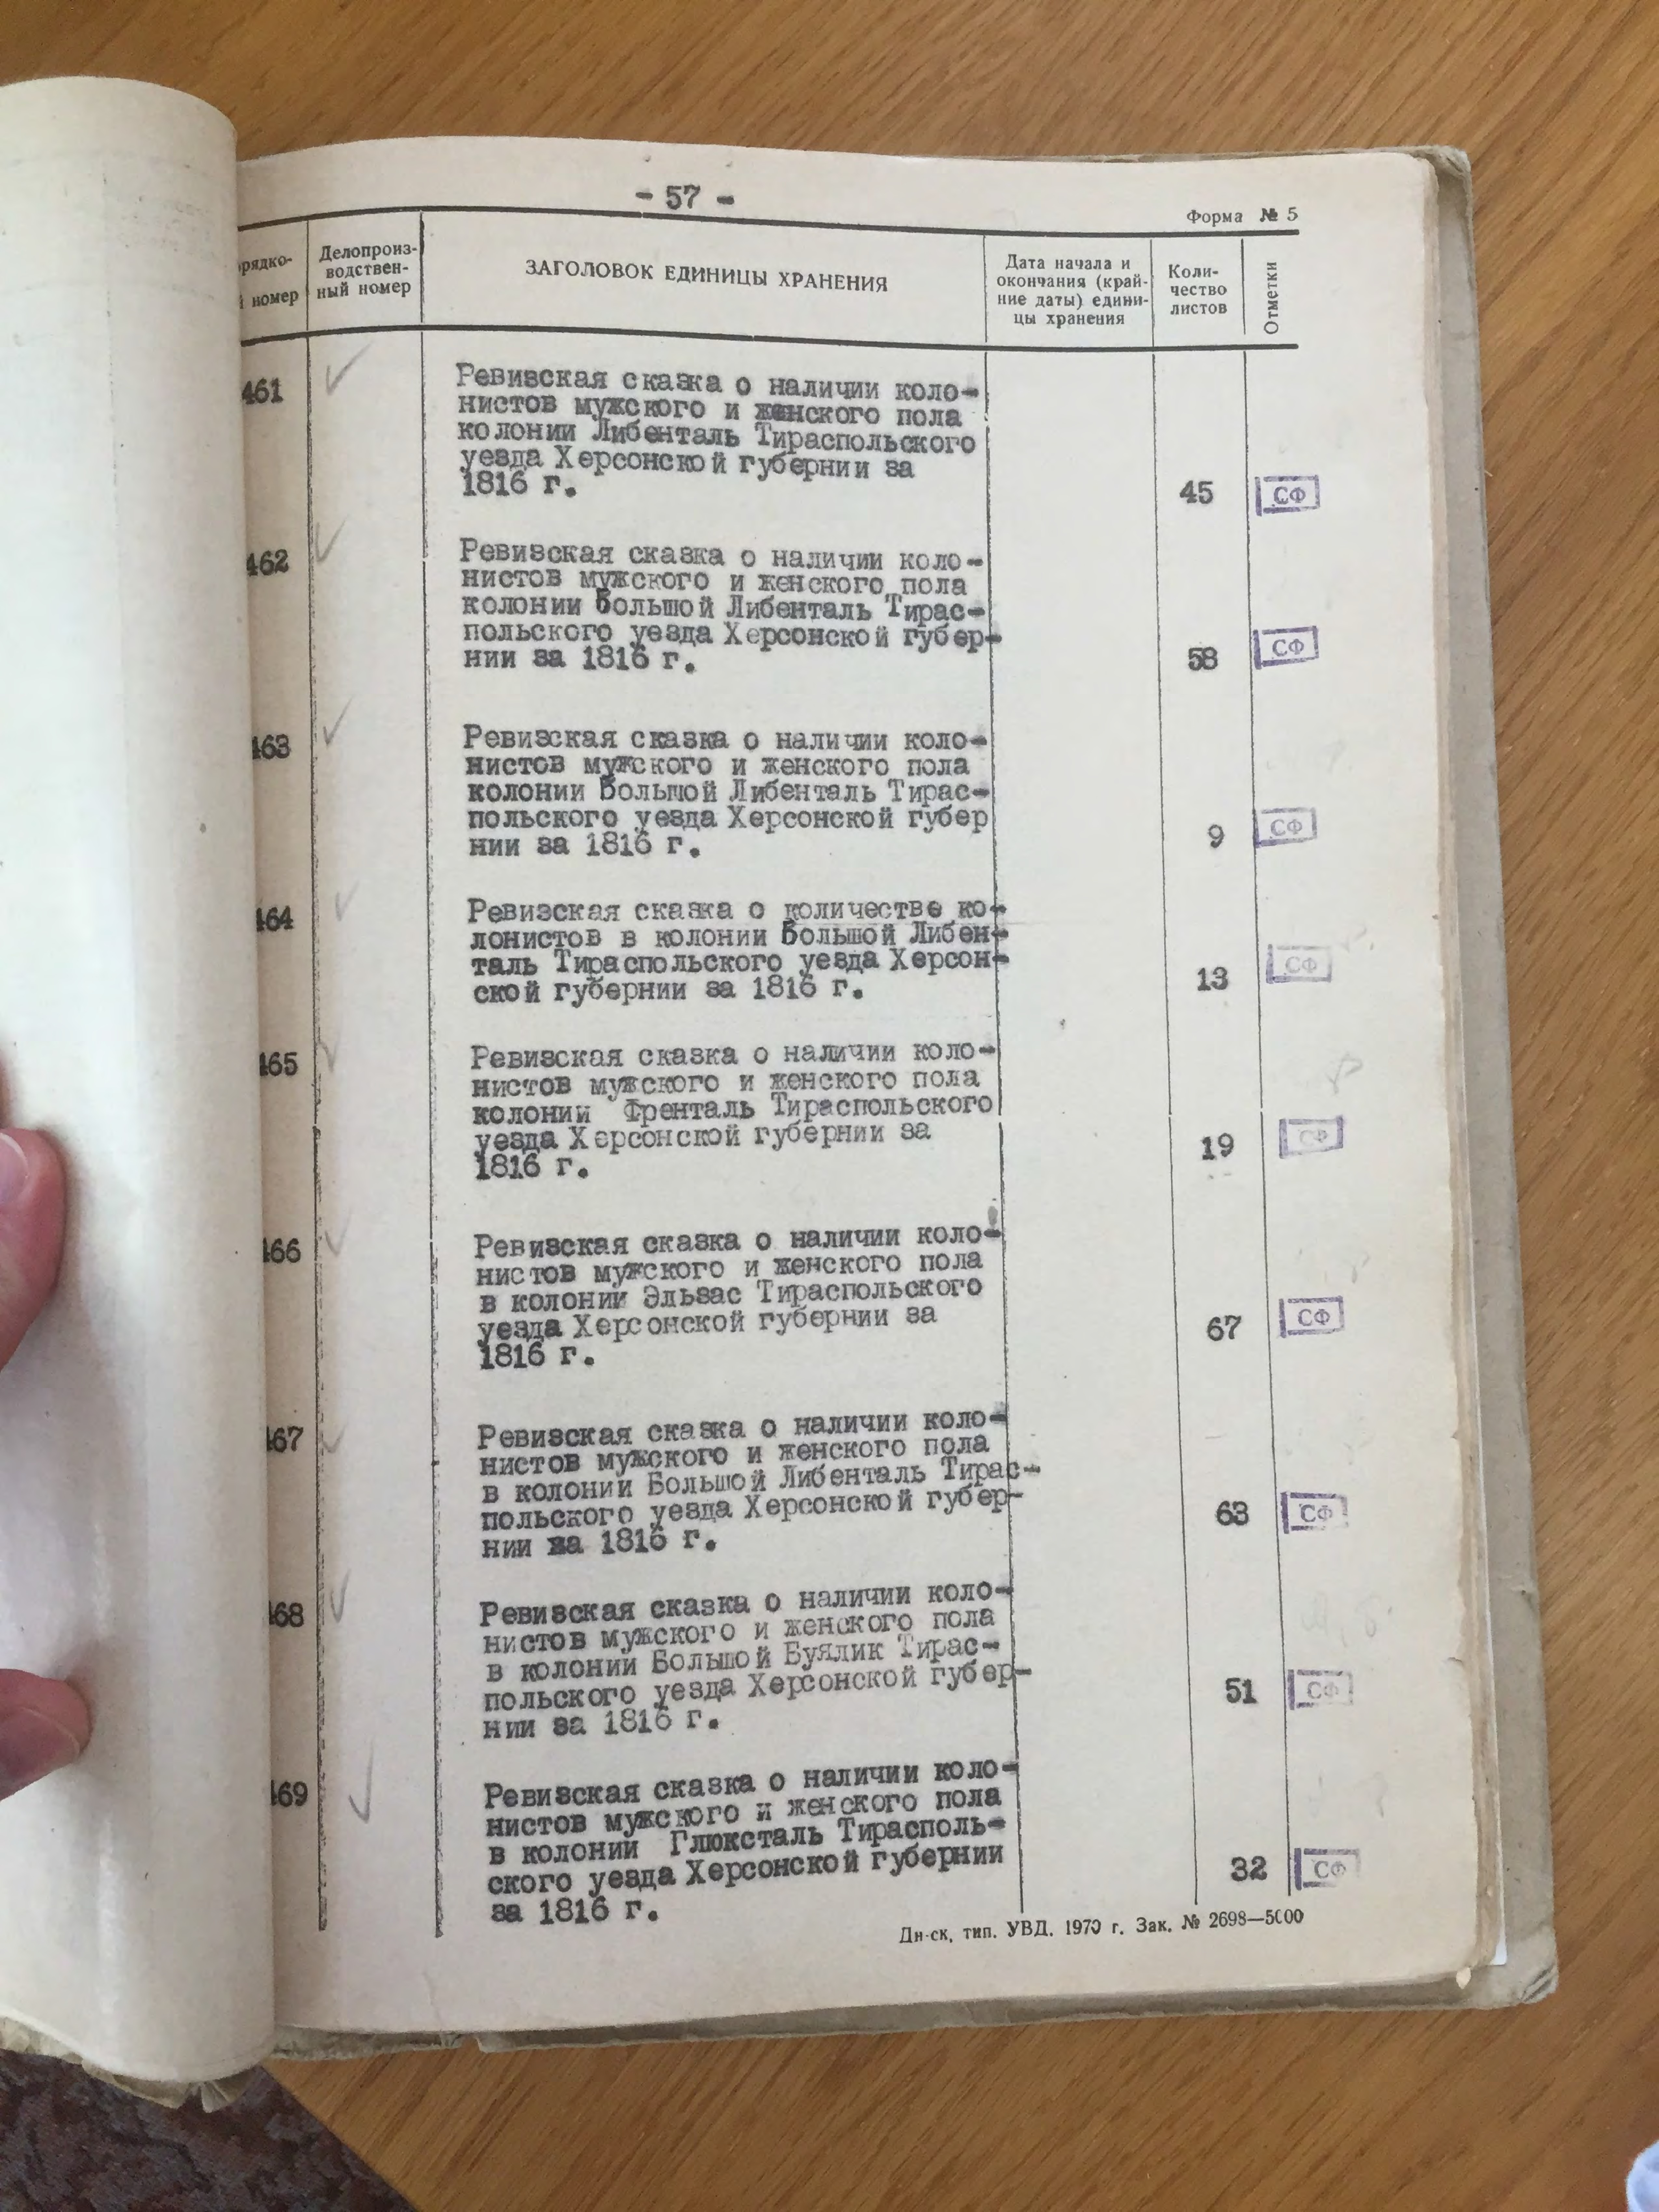 - 57 -
Форма № 5
рядко-
номер
Делопроиз-
водствен-
ный номер
ЗАГОЛОВОК ЕДИНИЦЫ ХРАНЕНИЯ
Дата начала и
окончания (край-
ние даты) едини-
цы хранения
Коли-
чество
листов
Отметки
461
Ревизская сказка о наличии коло-
нистов мужского и женского пола
колонии Либенталь Тираспольского
уезда Херсонской губернии за
1816 г.
45
СФ
462
Ревизская сказка о наличии коло-
нистов мужского и женского пола
колонии Большой Либенталь Тирас-
польского уезда Херсонской губер-
нии за 1816 г.
58
СФ
463
Ревизская сказка о наличии коло-
нистов мужского и женского пола
колонии Большой Либенталь Тирас-
польского уезда Херсонской губер
нии за 1816 г.
9
СФ
464
Ревизская сказка о количестве ко-
лонистов в колонии Большой Либен-
таль Тираспольского уезда Херсон-
ской губернии за 1816 г.
13
СФ
465
Ревизская сказка о наличии коло-
нистов мужского и женского пола
колонии Френталь Тираспольского
уезда Херсонской губернии за
1816 г.
19
СФ
466
Ревизская сказка о наличии коло-
нистов мужского и женского пола
в колонии Эльзас Тираспольского
уезда Херсонской губернии за
1816 г.
67
СФ
467
Ревизская сказка о наличии коло-
нистов мужского и женского пола
в колонии Большой Либенталь Тирас-
польского уезда Херсонской губер-
нии за 1816 г.
63
СФ
468
Ревизская сказка о наличии коло-
нистов мужского и женского пола
в колонии Большой Буялик Тирас-
польского уезда Херсонской губер-
нии за 1816 г.
51
СФ
469
Ревизская сказка о наличии коло-
нистов мужского и женского пола
в колонии Глюксталь Тирасполь-
ского уезда Херсонской губернии
за 1816 г.
32
СФ
Дн-ск, тип. УВД. 1970 г. Зак. № 2698—5000